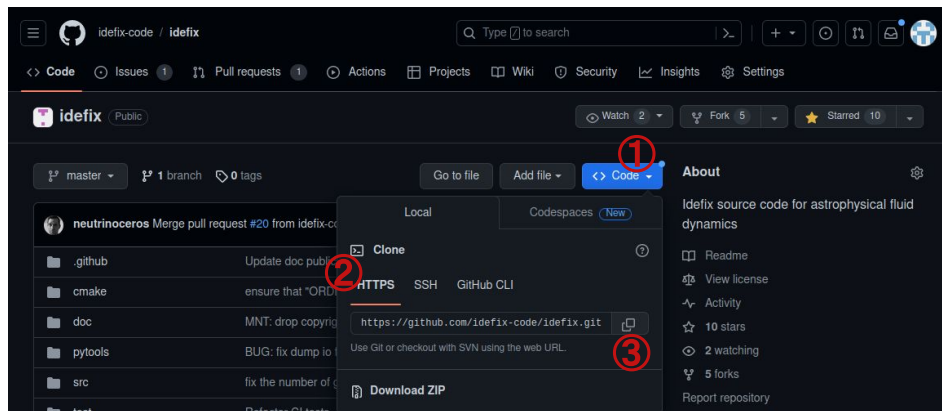 idefix-code / idefix
Type / to search
<> Code
Issues 1
Pull requests 1
Actions
Projects
Wiki
Security
Insights
Settings
idefix Public
Watch 2
Fork 5
Starred 10
1
master
1 branch
0 tags
Go to file
Add file
<> Code
About
Idefix source code for astrophysical fluid
dynamics
neutrinoceros Merge pull request #20 from idefix-co
Local
Codespaces New
.github
Update doc public
Clone
Readme
2
cmake
ensure that "ORD
HTTPS
SSH
GitHub CLI
View license
Activity
doc
MNT: drop copyrig
https://github.com/idefix-code/idefix.git
10 stars
3
pytools
BUG: fix dump io
Use Git or checkout with SVN using the web URL.
2 watching
src
fix the number of
Download ZIP
5 forks
Report repository
test
Refactor CI tests